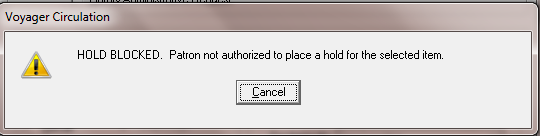 Voyager Circulation
HOLD BLOCKED.  Patron not authorized to place a hold for the selected item.
Cancel